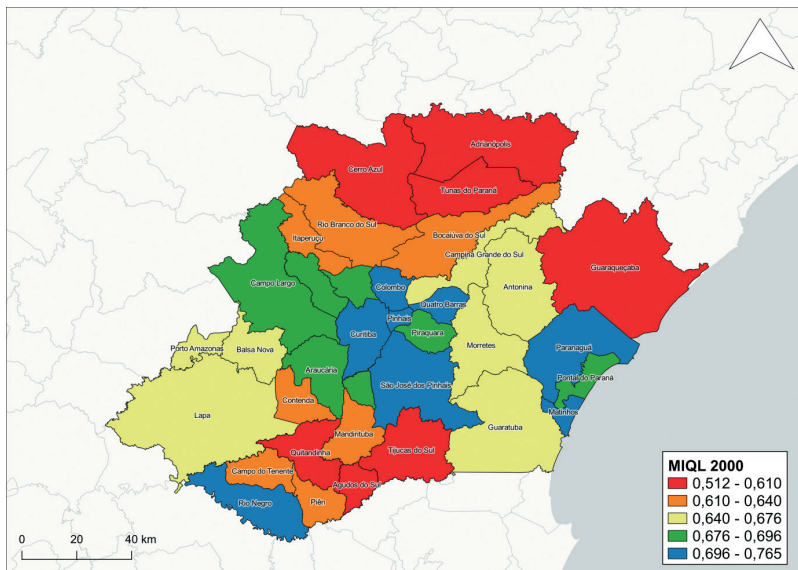 Adrianópolis
Cerro Azul
Tunas do Paraná
Rio Branco do Sul
Itaperuçu
Bocaiúva do Sul
Campina Grande do Sul
Guaraqueçaba
Campo Largo
Colombo
Antonina
Quatro Barras
Pinhais
Curitiba
Piraquara
Morretes
Paranaguá
Porto Amazonas
Balsa Nova
Araucária
Pontal do Paraná
São José dos Pinhais
Contenda
Matinhos
Lapa
Mandirituba
Guaratuba
Quitandinha
Tijucas do Sul
Campo do Tenente
Agudos do Sul
Rio Negro
Piên
MIQL 2000
0,512 - 0,610
0,610 - 0,640
0,640 - 0,676
0,676 - 0,696
0,696 - 0,765
0 20 40 km